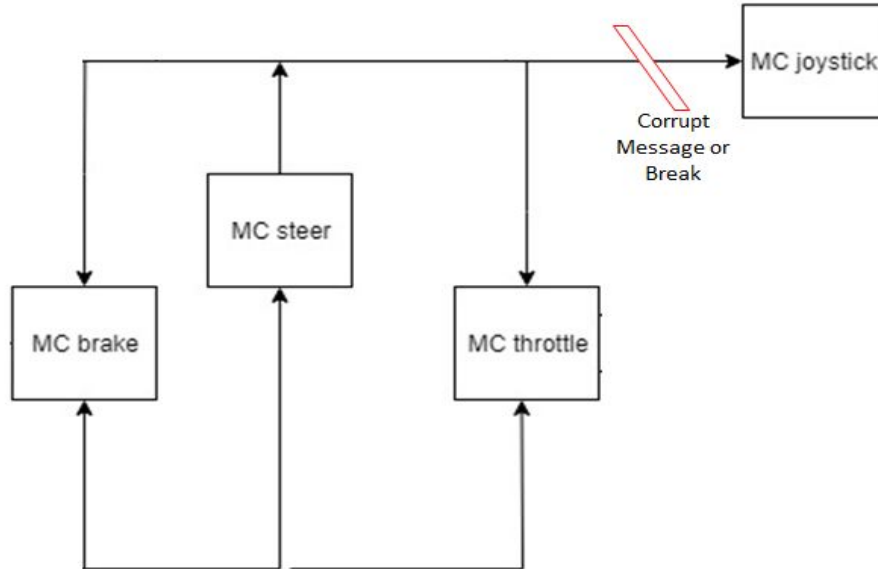 MC joystick
Corrupt
Message or
Break
MC steer
MC brake
MC throttle